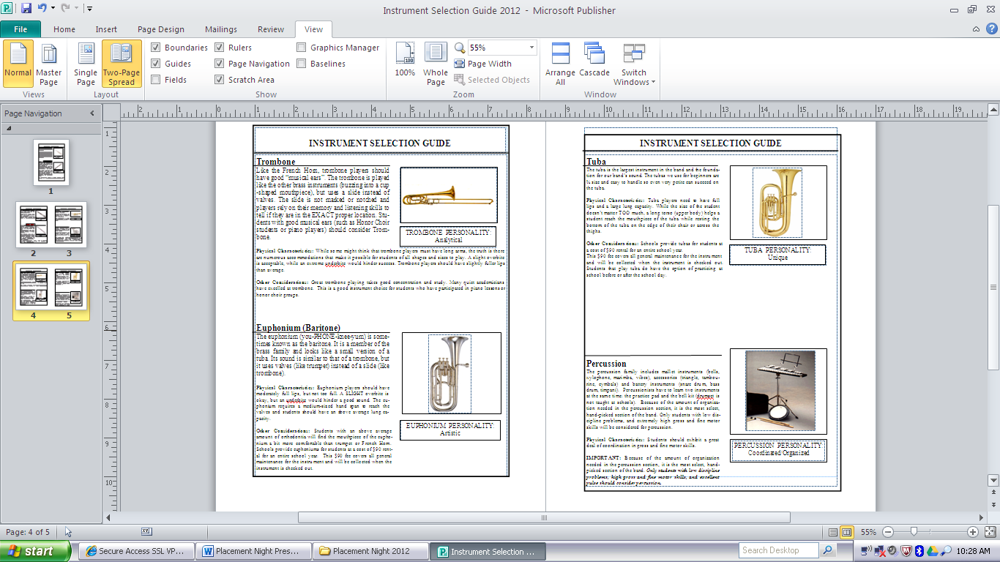 Instrument Selection Guide 2012 - Microsoft Publisher
File Home Insert Page Design Mailings Review View
Normal
Master Page
Single Page
Two-Page Spread
Boundaries
Guides
Fields
Rulers
Page Navigation
Scratch Area
Graphics Manager
Baselines
100%
Whole Page
55%
Page Width
Selected Objects
Arrange All
Cascade
Switch Windows
Views Layout Show Zoom Window
Page Navigation
1
2 3
4 5
INSTRUMENT SELECTION GUIDE
Trombone
Like the French Horn, trombone players should
have good “musical ears”. The trombone is played
like the other brass instruments (buzzing into a cup
-shaped mouthpiece), but uses a slide instead of
valves. The slide is not marked or notched and
players rely on their memory and listening skills to
tell if they are in the EXACT proper location. Stu-
dents with good musical ears (such as Honor Choir
students or piano players) should consider Trom-
bone.
TROMBONE PERSONALITY:
Analytical
Physical Characteristics: While some might think that trombone players must have long arms, the truth is there
are numerous accommodations that make it possible for students of all shapes and sizes to play. A slight overbite
is acceptable, while an extreme underbite would hinder success. Trombone players should have slightly fuller lips
than average.
Other Considerations: Great trombone playing takes good concentration and study. Many quiet academicians
have excelled at trombone. This is a good instrument choice for students who have participated in piano lessons or
honor choir groups.
Euphonium (Baritone)
The euphonium (you-PHONE-knee-yum) is some-
times known as the baritone. It is a member of the
brass family and looks like a small version of a
tuba. Its sound is similar to that of a trombone, but
it uses valves (like trumpet) instead of a slide (like
trombone).
Physical Characteristics: Euphonium players should have
moderately full lips, but not too full. A SLIGHT overbite is
okay, but an underbite would hinder a good sound. The eu-
phonium requires a medium-sized hand span to reach the
valves and students should have an above average lung ca-
pacity.
Other Considerations: Students with an above average
amount of orthodontia will find the mouthpiece of the eupho-
nium a bit more comfortable than trumpet or French Horn.
Schools provide euphoniums for students at a cost of $90 rent-
al for an entire school year. This $90 fee covers all general
maintenance for the instrument and will be collected when the
instrument is checked out.
EUPHONIUM PERSONALITY:
Artistic
INSTRUMENT SELECTION GUIDE
Tuba
The tuba is the largest instrument in the band and the founda-
tion for our band's sound. The tubas we use for beginners are
¾ size and easy to handle so even very petite can succeed on
the tuba.
Physical Characteristics: Tuba players need to have full
lips and a large lung capacity. While the size of the student
doesn't matter TOO much, a long torso (upper body) helps a
student reach the mouthpiece of the tuba while resting the
bottom of the tuba on the edge of their chair or across the
thighs.
Other Considerations: Schools provide tubas for students at
a cost of $90 rental for an entire school year.
This $90 fee covers all general maintenance for the instrument
and will be collected when the instrument is checked out.
Students that play tuba do have the option of practicing at
school before or after the school day.
TUBA PERSONALITY:
Unique
Percussion
The percussion family includes mallet instruments (bells,
xylophone, marimba, vibes), accessories (triangle, tambou-
rine, cymbals) and battery instruments (snare drum, bass
drum, timpani). Percussionists have to learn two instruments
at the same time: the practice pad and the bell kit (drumset is
not taught at schools). Because of the amount of organiza-
tion needed in the percussion section, it is the most select,
hand-picked section of the band. Only students with low dis-
cipline problems, and extremely high gross and fine motor
skills will be considered for percussion.
Physical Characteristics: Students should exhibit a great
deal of coordination in gross and fine motor skills.
IMPORTANT: Because of the amount of organization
needed in the percussion section, it is the most select, hand-
picked section of the band. Only students with low discipline
problems, high gross and fine motor skills, and excellent
pulse should consider percussion.
PERCUSSION PERSONALITY:
Coordinated/Organized
Page: 4 of 5
55%
start
Secure Access SSL VP...
Placement Night Pres...
Placement Night 2012
Instrument Selection ...
Search Desktop
10:28 AM